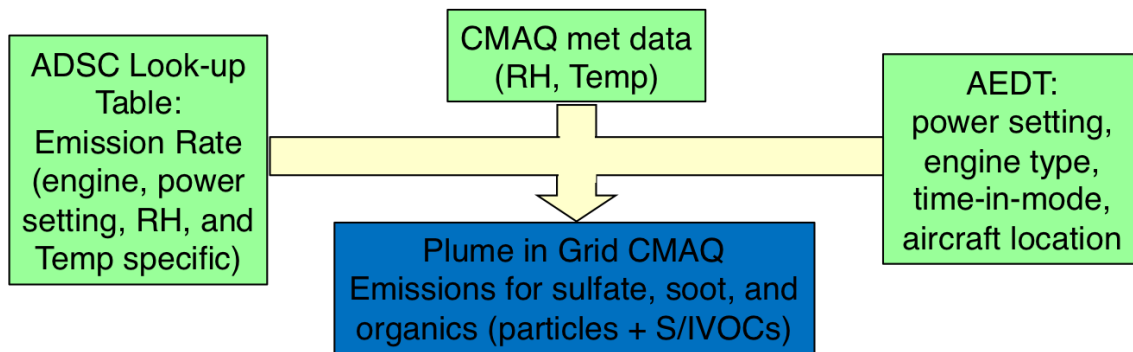 ADSC Look-up
Table:
Emission Rate
(engine, power
setting, RH, and
Temp specific)
CMAQ met data
(RH, Temp)
AEDT:
power setting,
engine type,
time-in-mode,
aircraft location
Plume in Grid CMAQ
Emissions for sulfate, soot, and
organics (particles + S/IVOCs)